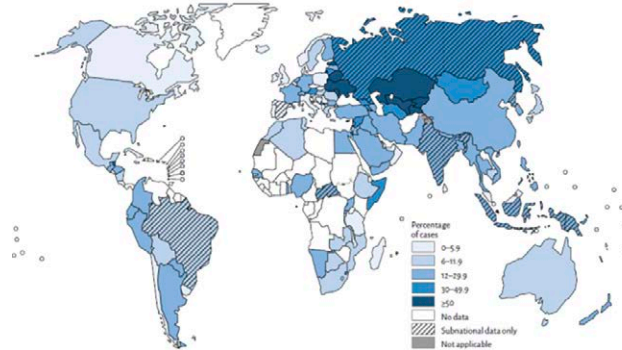 Percentage
of cases
0–5.9
6–11.9
12–29.9
30–49.9
≥50
No data
Subnational data only
Not applicable